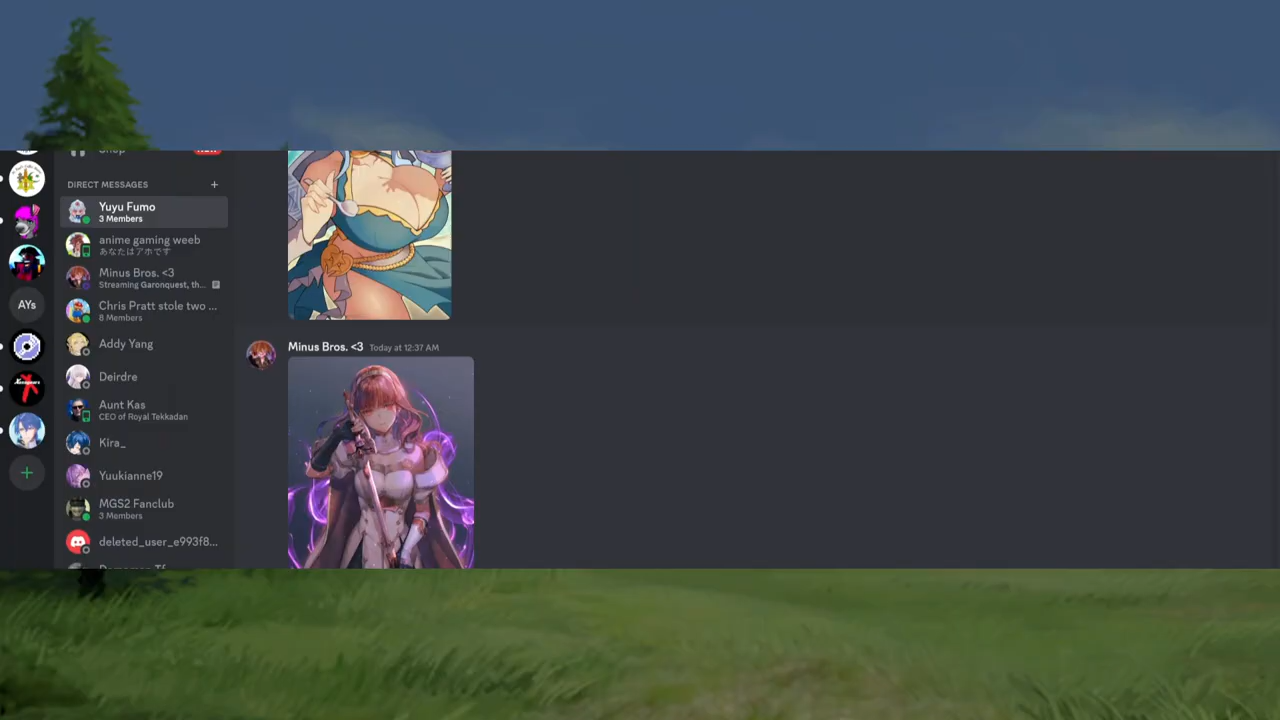 DIRECT MESSAGES +
Yuyu Fumo
3 Members
anime gaming weeb
あなたはアホです
Minus Bros. <3
Streaming Garonquest, th...
Chris Pratt stole two ...
8 Members
AYs
Addy Yang
Deirdre
Aunt Kas
CEO of Royal Tekkadan
Kira_
Yuukianne19
MGS2 Fanclub
3 Members
deleted_user_e993f8...
Minus Bros. <3 Today at 12:37 AM